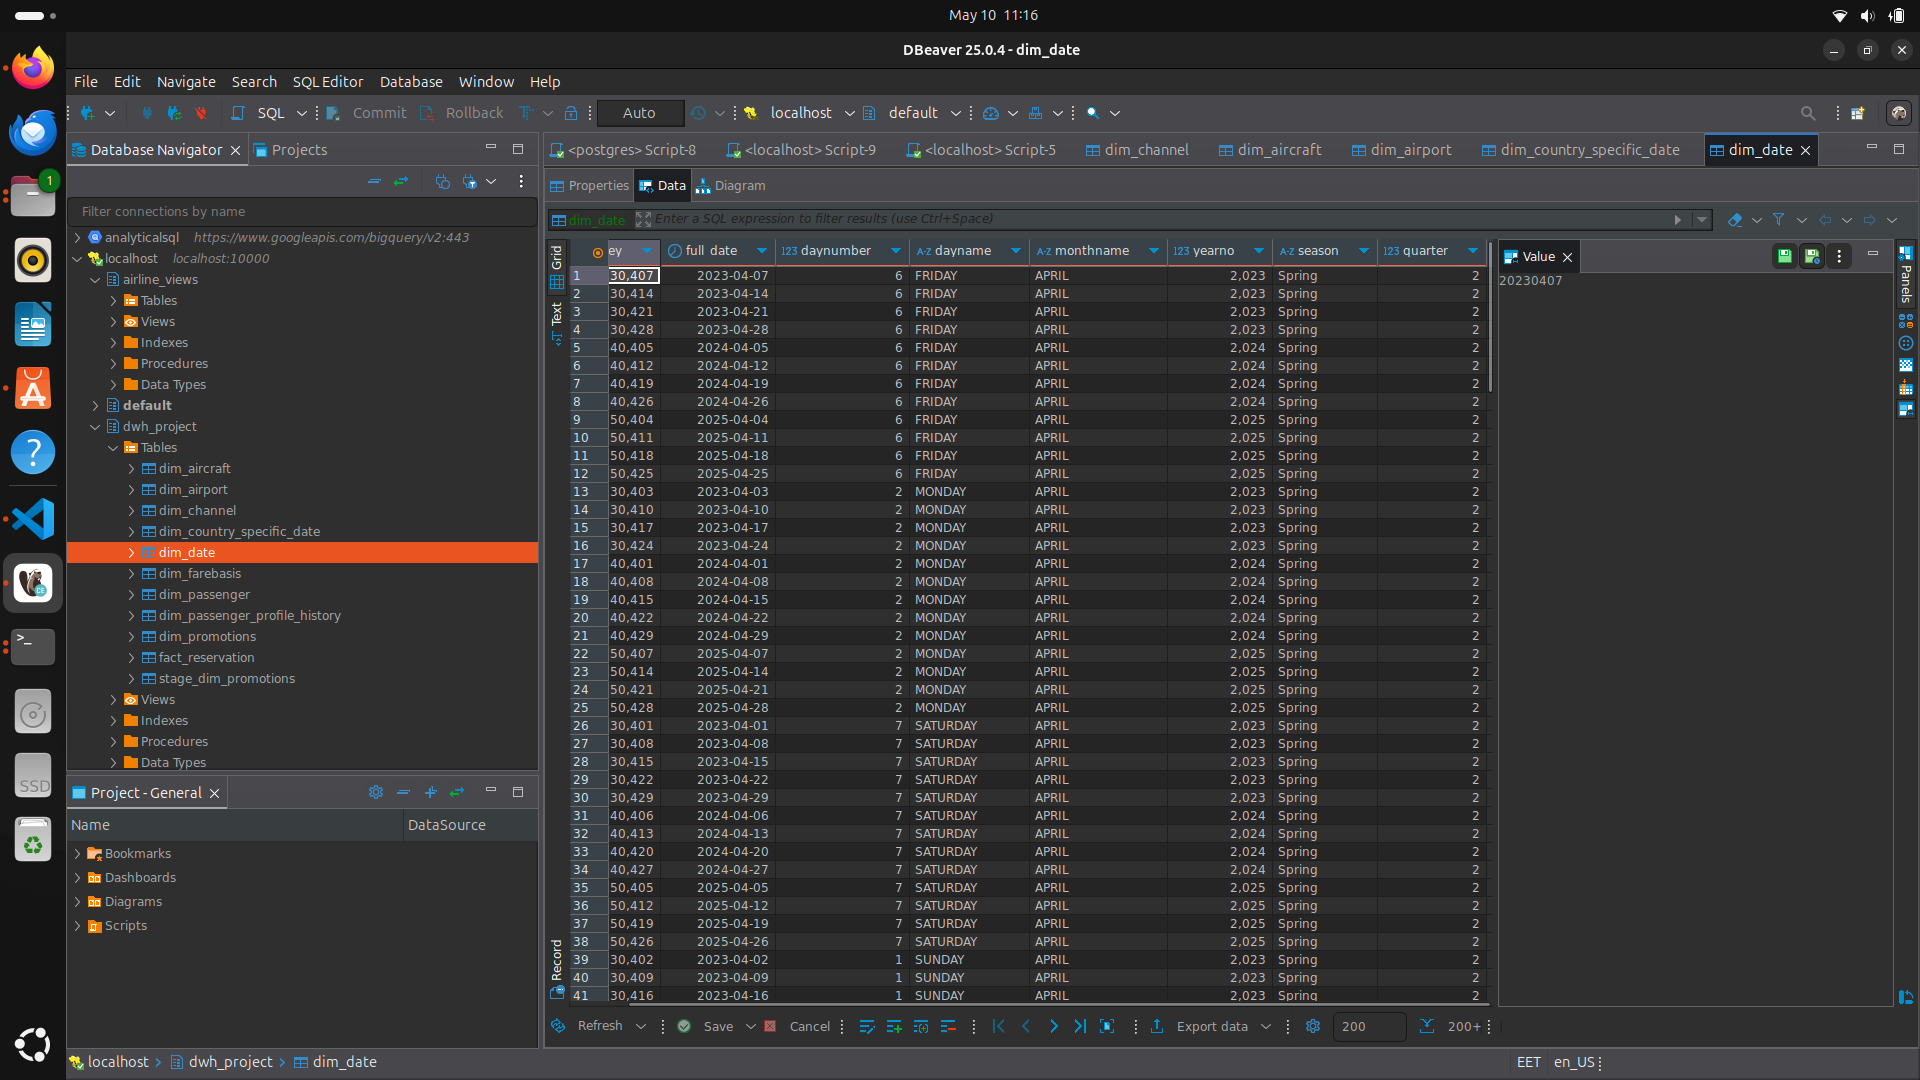 May 10 11:16
DBeaver 25.0.4 - dim_date
File Edit Navigate Search SQL Editor Database Window Help
SQL Commit Rollback Auto localhost default
Database Navigator Projects
<postgres> Script-8 <localhost> Script-9 <localhost> Script-5 dim_channel dim_aircraft dim_airport dim_country_specific_date dim_date
Properties Data Diagram
Filter connections by name
dim_date Enter a SQL expression to filter results (use Ctrl+Space)
analyticalsql https://www.googleapis.com/bigquery/v2:443
localhost localhost:10000
airline_views
Tables
Views
Indexes
Procedures
Data Types
default
dwh_project
Tables
dim_aircraft
dim_airport
dim_channel
dim_country_specific_date
dim_date
dim_farebasis
dim_passenger
dim_passenger_profile_history
dim_promotions
fact_reservation
stage_dim_promotions
Views
Indexes
Procedures
Data Types
Project - General
Name DataSource
Bookmarks
Dashboards
Diagrams
Scripts
SSD
Grid
Text
Record
ey full_date 123 daynumber A-Z dayname A-Z monthname 123 yearno A-Z season 123 quarter
1 30,407 2023-04-07 6 FRIDAY APRIL 2,023 Spring 2
2 30,414 2023-04-14 6 FRIDAY APRIL 2,023 Spring 2
3 30,421 2023-04-21 6 FRIDAY APRIL 2,023 Spring 2
4 30,428 2023-04-28 6 FRIDAY APRIL 2,023 Spring 2
5 40,405 2024-04-05 6 FRIDAY APRIL 2,024 Spring 2
6 40,412 2024-04-12 6 FRIDAY APRIL 2,024 Spring 2
7 40,419 2024-04-19 6 FRIDAY APRIL 2,024 Spring 2
8 40,426 2024-04-26 6 FRIDAY APRIL 2,024 Spring 2
9 50,404 2025-04-04 6 FRIDAY APRIL 2,025 Spring 2
10 50,411 2025-04-11 6 FRIDAY APRIL 2,025 Spring 2
11 50,418 2025-04-18 6 FRIDAY APRIL 2,025 Spring 2
12 50,425 2025-04-25 6 FRIDAY APRIL 2,025 Spring 2
13 30,403 2023-04-03 2 MONDAY APRIL 2,023 Spring 2
14 30,410 2023-04-10 2 MONDAY APRIL 2,023 Spring 2
15 30,417 2023-04-17 2 MONDAY APRIL 2,023 Spring 2
16 30,424 2023-04-24 2 MONDAY APRIL 2,023 Spring 2
17 40,401 2024-04-01 2 MONDAY APRIL 2,024 Spring 2
18 40,408 2024-04-08 2 MONDAY APRIL 2,024 Spring 2
19 40,415 2024-04-15 2 MONDAY APRIL 2,024 Spring 2
20 40,422 2024-04-22 2 MONDAY APRIL 2,024 Spring 2
21 40,429 2024-04-29 2 MONDAY APRIL 2,024 Spring 2
22 50,407 2025-04-07 2 MONDAY APRIL 2,025 Spring 2
23 50,414 2025-04-14 2 MONDAY APRIL 2,025 Spring 2
24 50,421 2025-04-21 2 MONDAY APRIL 2,025 Spring 2
25 50,428 2025-04-28 2 MONDAY APRIL 2,025 Spring 2
26 30,401 2023-04-01 7 SATURDAY APRIL 2,023 Spring 2
27 30,408 2023-04-08 7 SATURDAY APRIL 2,023 Spring 2
28 30,415 2023-04-15 7 SATURDAY APRIL 2,023 Spring 2
29 30,422 2023-04-22 7 SATURDAY APRIL 2,023 Spring 2
30 30,429 2023-04-29 7 SATURDAY APRIL 2,023 Spring 2
31 40,406 2024-04-06 7 SATURDAY APRIL 2,024 Spring 2
32 40,413 2024-04-13 7 SATURDAY APRIL 2,024 Spring 2
33 40,420 2024-04-20 7 SATURDAY APRIL 2,024 Spring 2
34 40,427 2024-04-27 7 SATURDAY APRIL 2,024 Spring 2
35 50,405 2025-04-05 7 SATURDAY APRIL 2,025 Spring 2
36 50,412 2025-04-12 7 SATURDAY APRIL 2,025 Spring 2
37 50,419 2025-04-19 7 SATURDAY APRIL 2,025 Spring 2
38 50,426 2025-04-26 7 SATURDAY APRIL 2,025 Spring 2
39 30,402 2023-04-02 1 SUNDAY APRIL 2,023 Spring 2
40 30,409 2023-04-09 1 SUNDAY APRIL 2,023 Spring 2
41 30,416 2023-04-16 1 SUNDAY APRIL 2,023 Spring 2
Value
20230407
Panels
Refresh Save Cancel Export data 200 200+
localhost dwh_project dim_date EET en_US
1